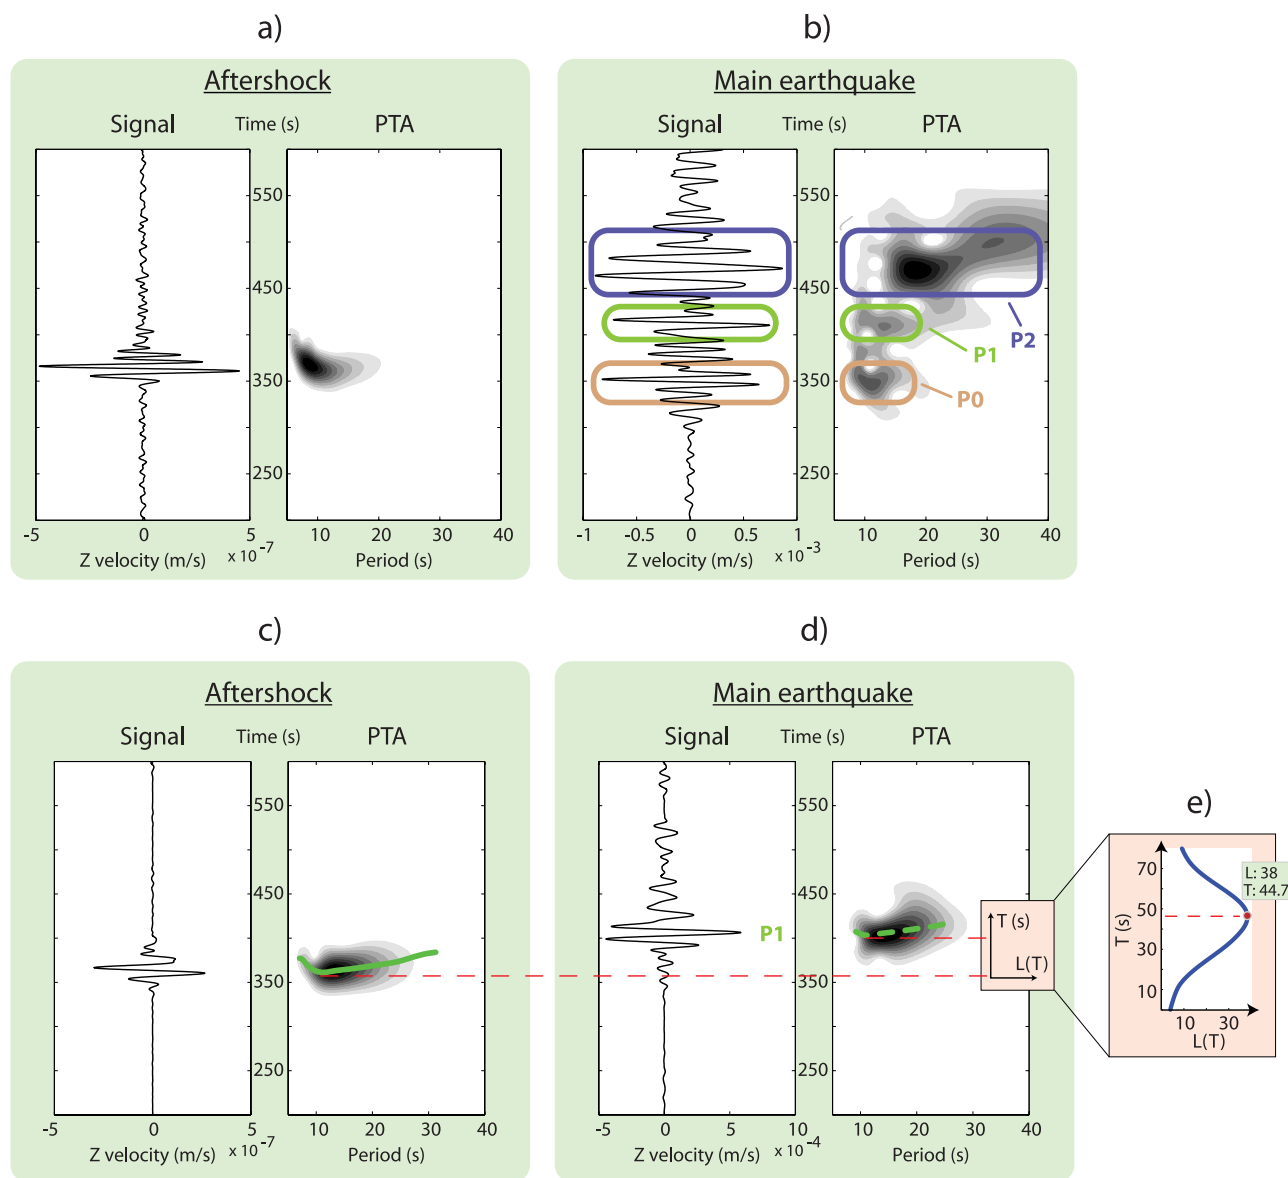 a)
b)
Aftershock
Main earthquake
Signal
Time (s)
PTA
Signal
Time (s)
PTA
550
450
350
250
550
450
350
250
P2
P1
P0
-5
0
5
10
20
30
40
-1
-0.5
0
0.5
1
10
20
30
40
Z velocity (m/s)
x 10⁻⁷
Period (s)
Z velocity (m/s)
x 10⁻³
Period (s)
c)
d)
Aftershock
Main earthquake
Signal
Time (s)
PTA
Signal
Time (s)
PTA
550
450
350
250
550
450
350
250
P1
T (s)
L(T)
-5
0
5
10
20
30
40
-5
0
5
10
20
30
40
Z velocity (m/s)
x 10⁻⁷
Period (s)
Z velocity (m/s)
x 10⁻⁴
Period (s)
e)
70
50
30
10
T (s)
L: 38
T: 44.7
10
30
L(T)